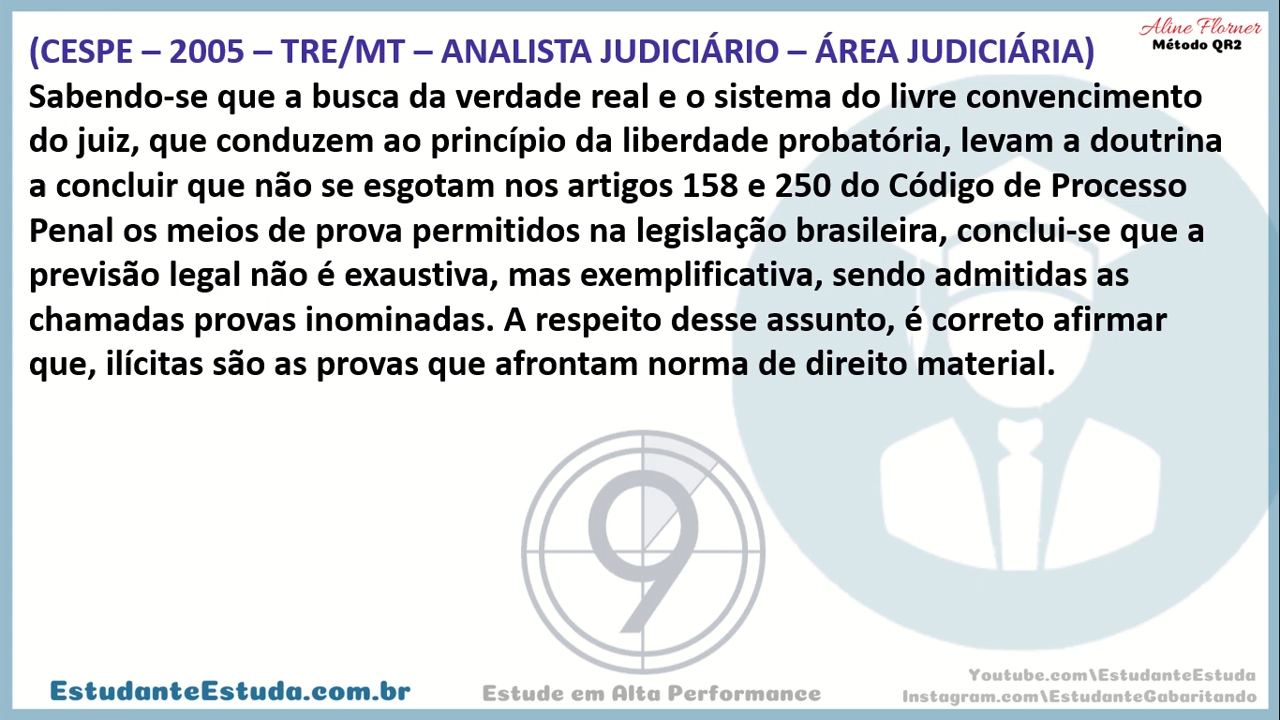 Aline Florner
Método QR2
(CESPE – 2005 – TRE/MT – ANALISTA JUDICIÁRIO – ÁREA JUDICIÁRIA)
Sabendo-se que a busca da verdade real e o sistema do livre convencimento
do juiz, que conduzem ao princípio da liberdade probatória, levam a doutrina
a concluir que não se esgotam nos artigos 158 e 250 do Código de Processo
Penal os meios de prova permitidos na legislação brasileira, conclui-se que a
previsão legal não é exaustiva, mas exemplificativa, sendo admitidas as
chamadas provas inominadas. A respeito desse assunto, é correto afirmar
que, ilícitas são as provas que afrontam norma de direito material.
9
EstudanteEstuda.com.br
Estude em Alta Performance
Youtube.com\EstudanteEstuda
Instagram.com\EstudanteGabaritando